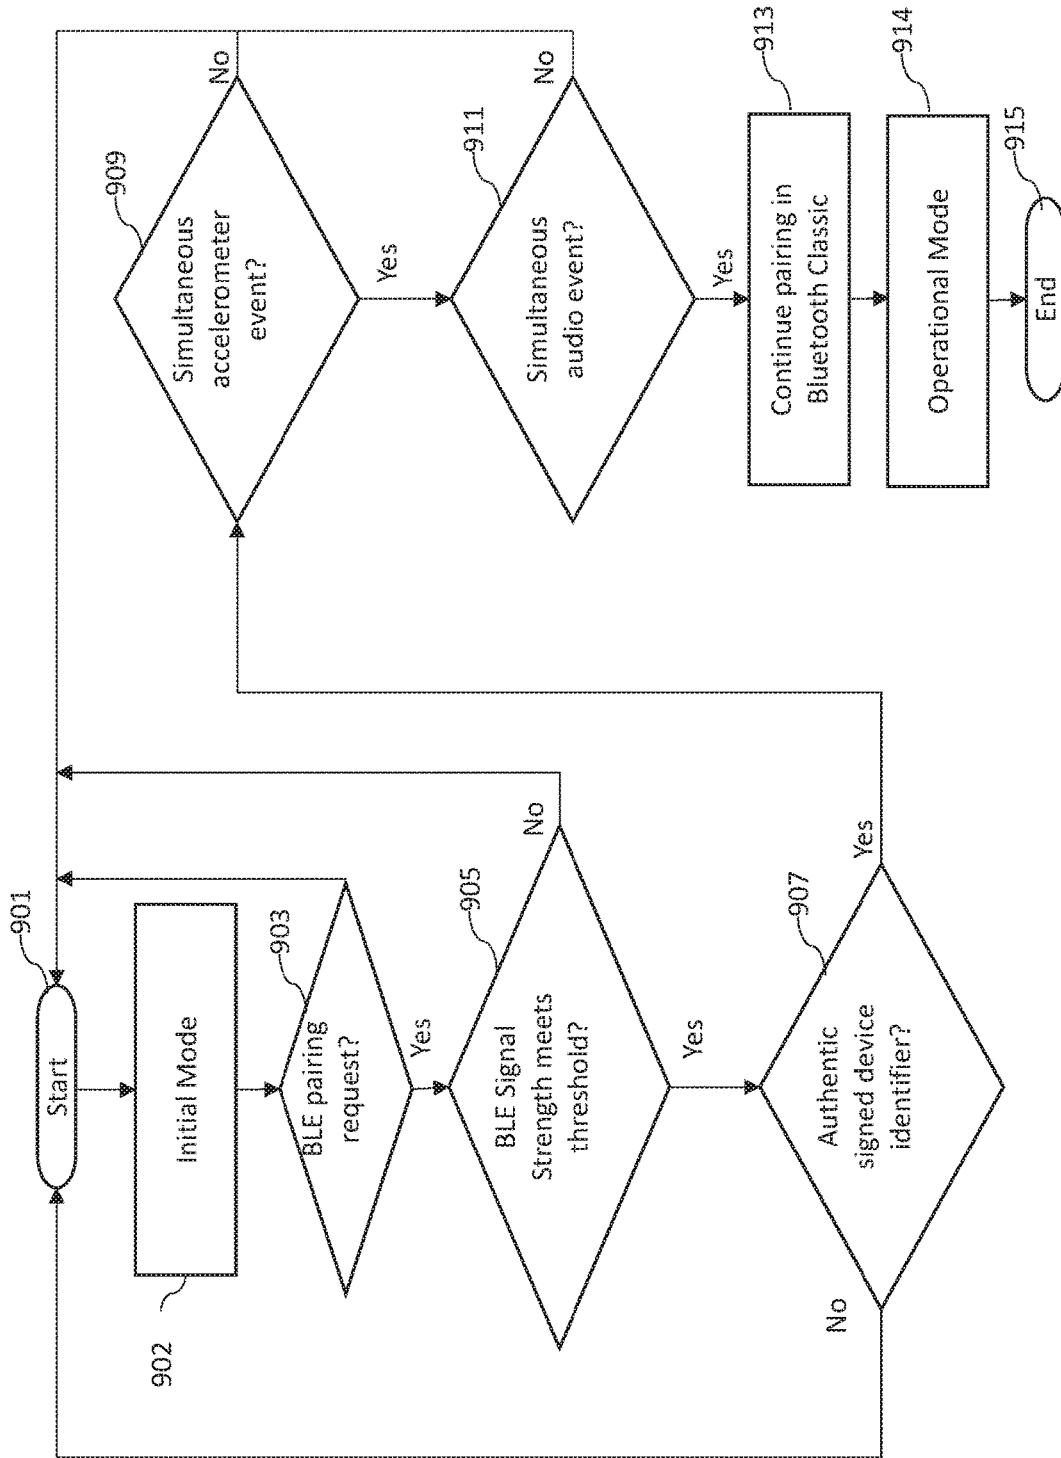 901
Start
Initial Mode
902
903
BLE pairing
request?
Yes
905
BLE Signal
Strength meets
threshold?
No
Yes
907
Authentic
signed device
identifier?
No
Yes
909
Simultaneous
accelerometer
event?
No
Yes
911
Simultaneous
audio event?
No
Yes
913
Continue pairing in
Bluetooth Classic
914
Operational Mode
915
End